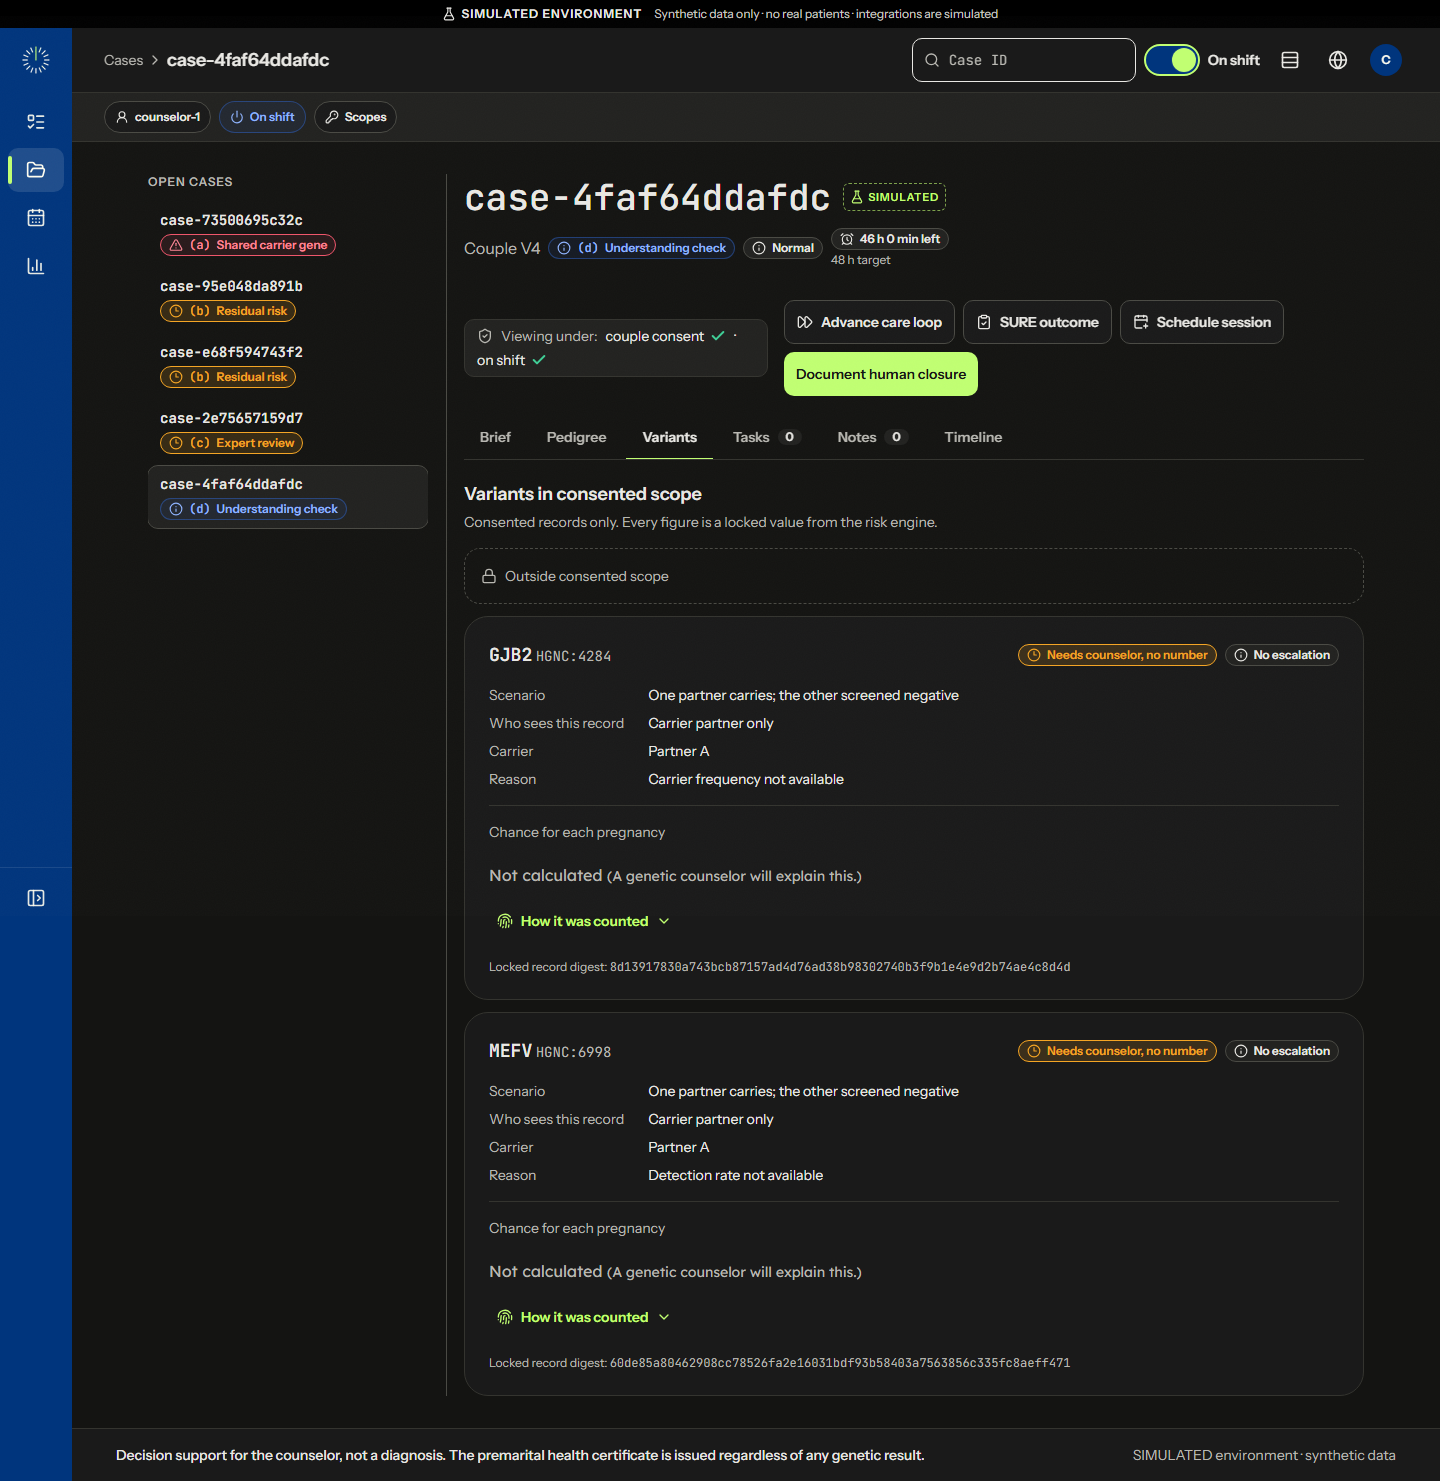 SIMULATED ENVIRONMENT Synthetic data only · no real patients · integrations are simulated
Cases > case-4faf64ddafdc
Case ID
On shift
C
counselor-1
On shift
Scopes
OPEN CASES
case-73500695c32c
(a) Shared carrier gene
case-95e048da891b
(b) Residual risk
case-e68f594743f2
(b) Residual risk
case-2e75657159d7
(c) Expert review
case-4faf64ddafdc
(d) Understanding check
case-4faf64ddafdc
SIMULATED
Couple V4
(d) Understanding check
Normal
46 h 0 min left
48 h target
Viewing under: couple consent ✓ ·
on shift ✓
Advance care loop
SURE outcome
Schedule session
Document human closure
Brief
Pedigree
Variants
Tasks 0
Notes 0
Timeline
Variants in consented scope
Consented records only. Every figure is a locked value from the risk engine.
Outside consented scope
GJB2 HGNC:4284
Needs counselor, no number
No escalation
Scenario One partner carries; the other screened negative
Who sees this record Carrier partner only
Carrier Partner A
Reason Carrier frequency not available
Chance for each pregnancy
Not calculated (A genetic counselor will explain this.)
How it was counted
Locked record digest: 8d13917830a743bcb87157ad4d76ad38b98302740b3f9b1e4e9d2b74ae4c8d4d
MEFV HGNC:6998
Needs counselor, no number
No escalation
Scenario One partner carries; the other screened negative
Who sees this record Carrier partner only
Carrier Partner A
Reason Detection rate not available
Chance for each pregnancy
Not calculated (A genetic counselor will explain this.)
How it was counted
Locked record digest: 60de85a80462908cc78526fa2e16031bdf93b58403a7563856c335fc8aeff471
Decision support for the counselor, not a diagnosis. The premarital health certificate is issued regardless of any genetic result.
SIMULATED environment · synthetic data